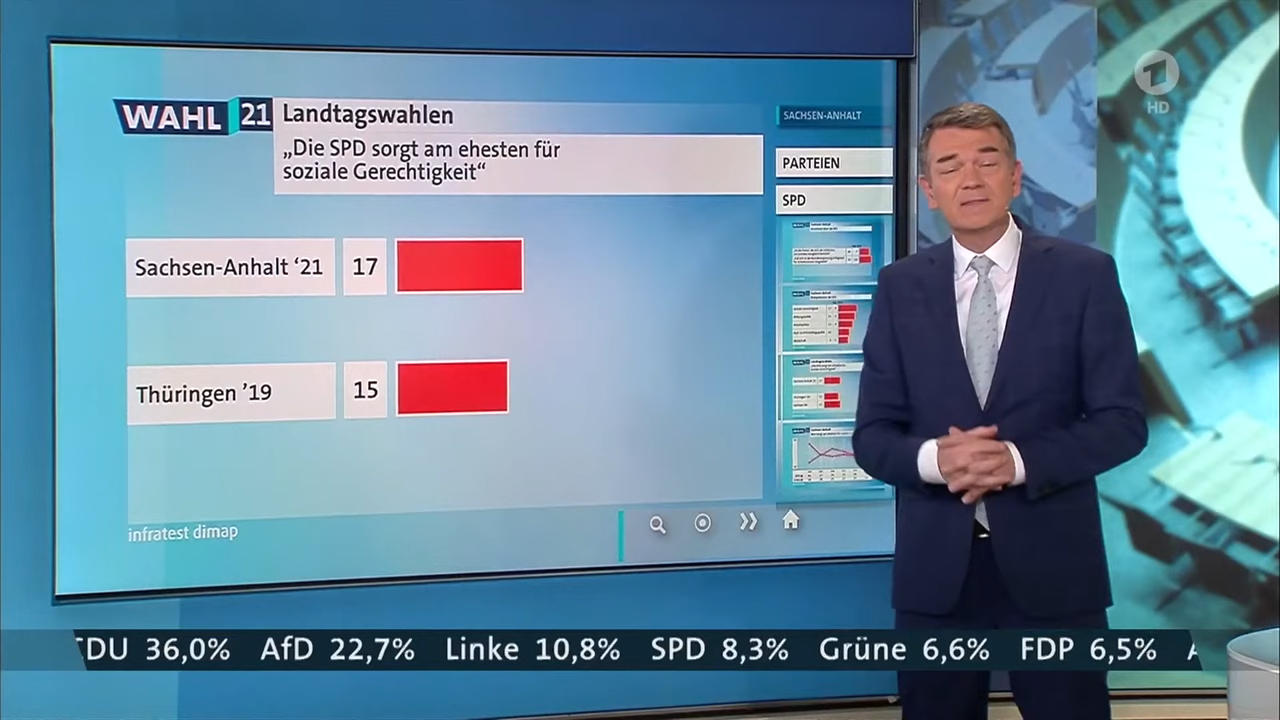 WAHL 21 Landtagswahlen
„Die SPD sorgt am ehesten für
soziale Gerechtigkeit“
SACHSEN-ANHALT
PARTEIEN
SPD
Sachsen-Anhalt ‘21 17
Thüringen ’19 15
infratest dimap
1
HD
CDU 36,0% AfD 22,7% Linke 10,8% SPD 8,3% Grüne 6,6% FDP 6,5%